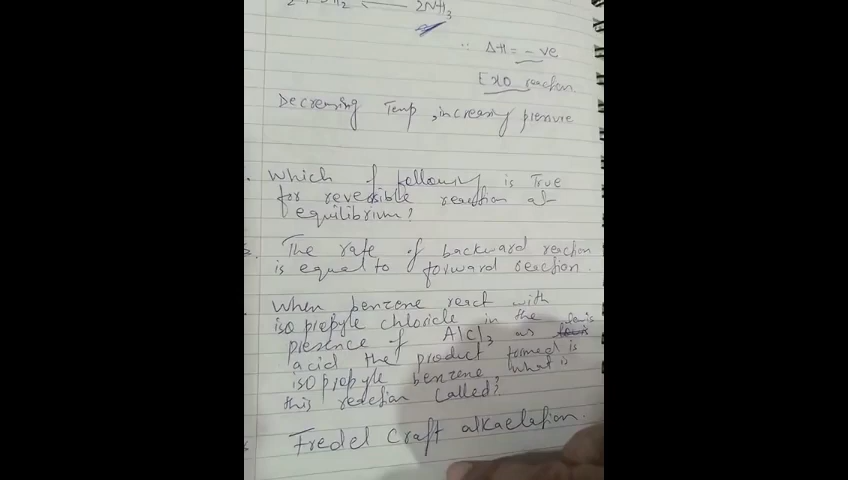 2NH3
∵ ΔH = - ve
Exo reaction.
Decreasing Temp, increasing pressure
Which of following is True
for reversible reaction at
equilibrium?
The rate of backward reaction
is equal to forward reaction.
When benzene react with
isopropyle chloride in the
presence of AlCl3 as lewis
acid the product formed is
isopropyle benzene, what is
this reaction called?
Fredel Craft alkaelation.